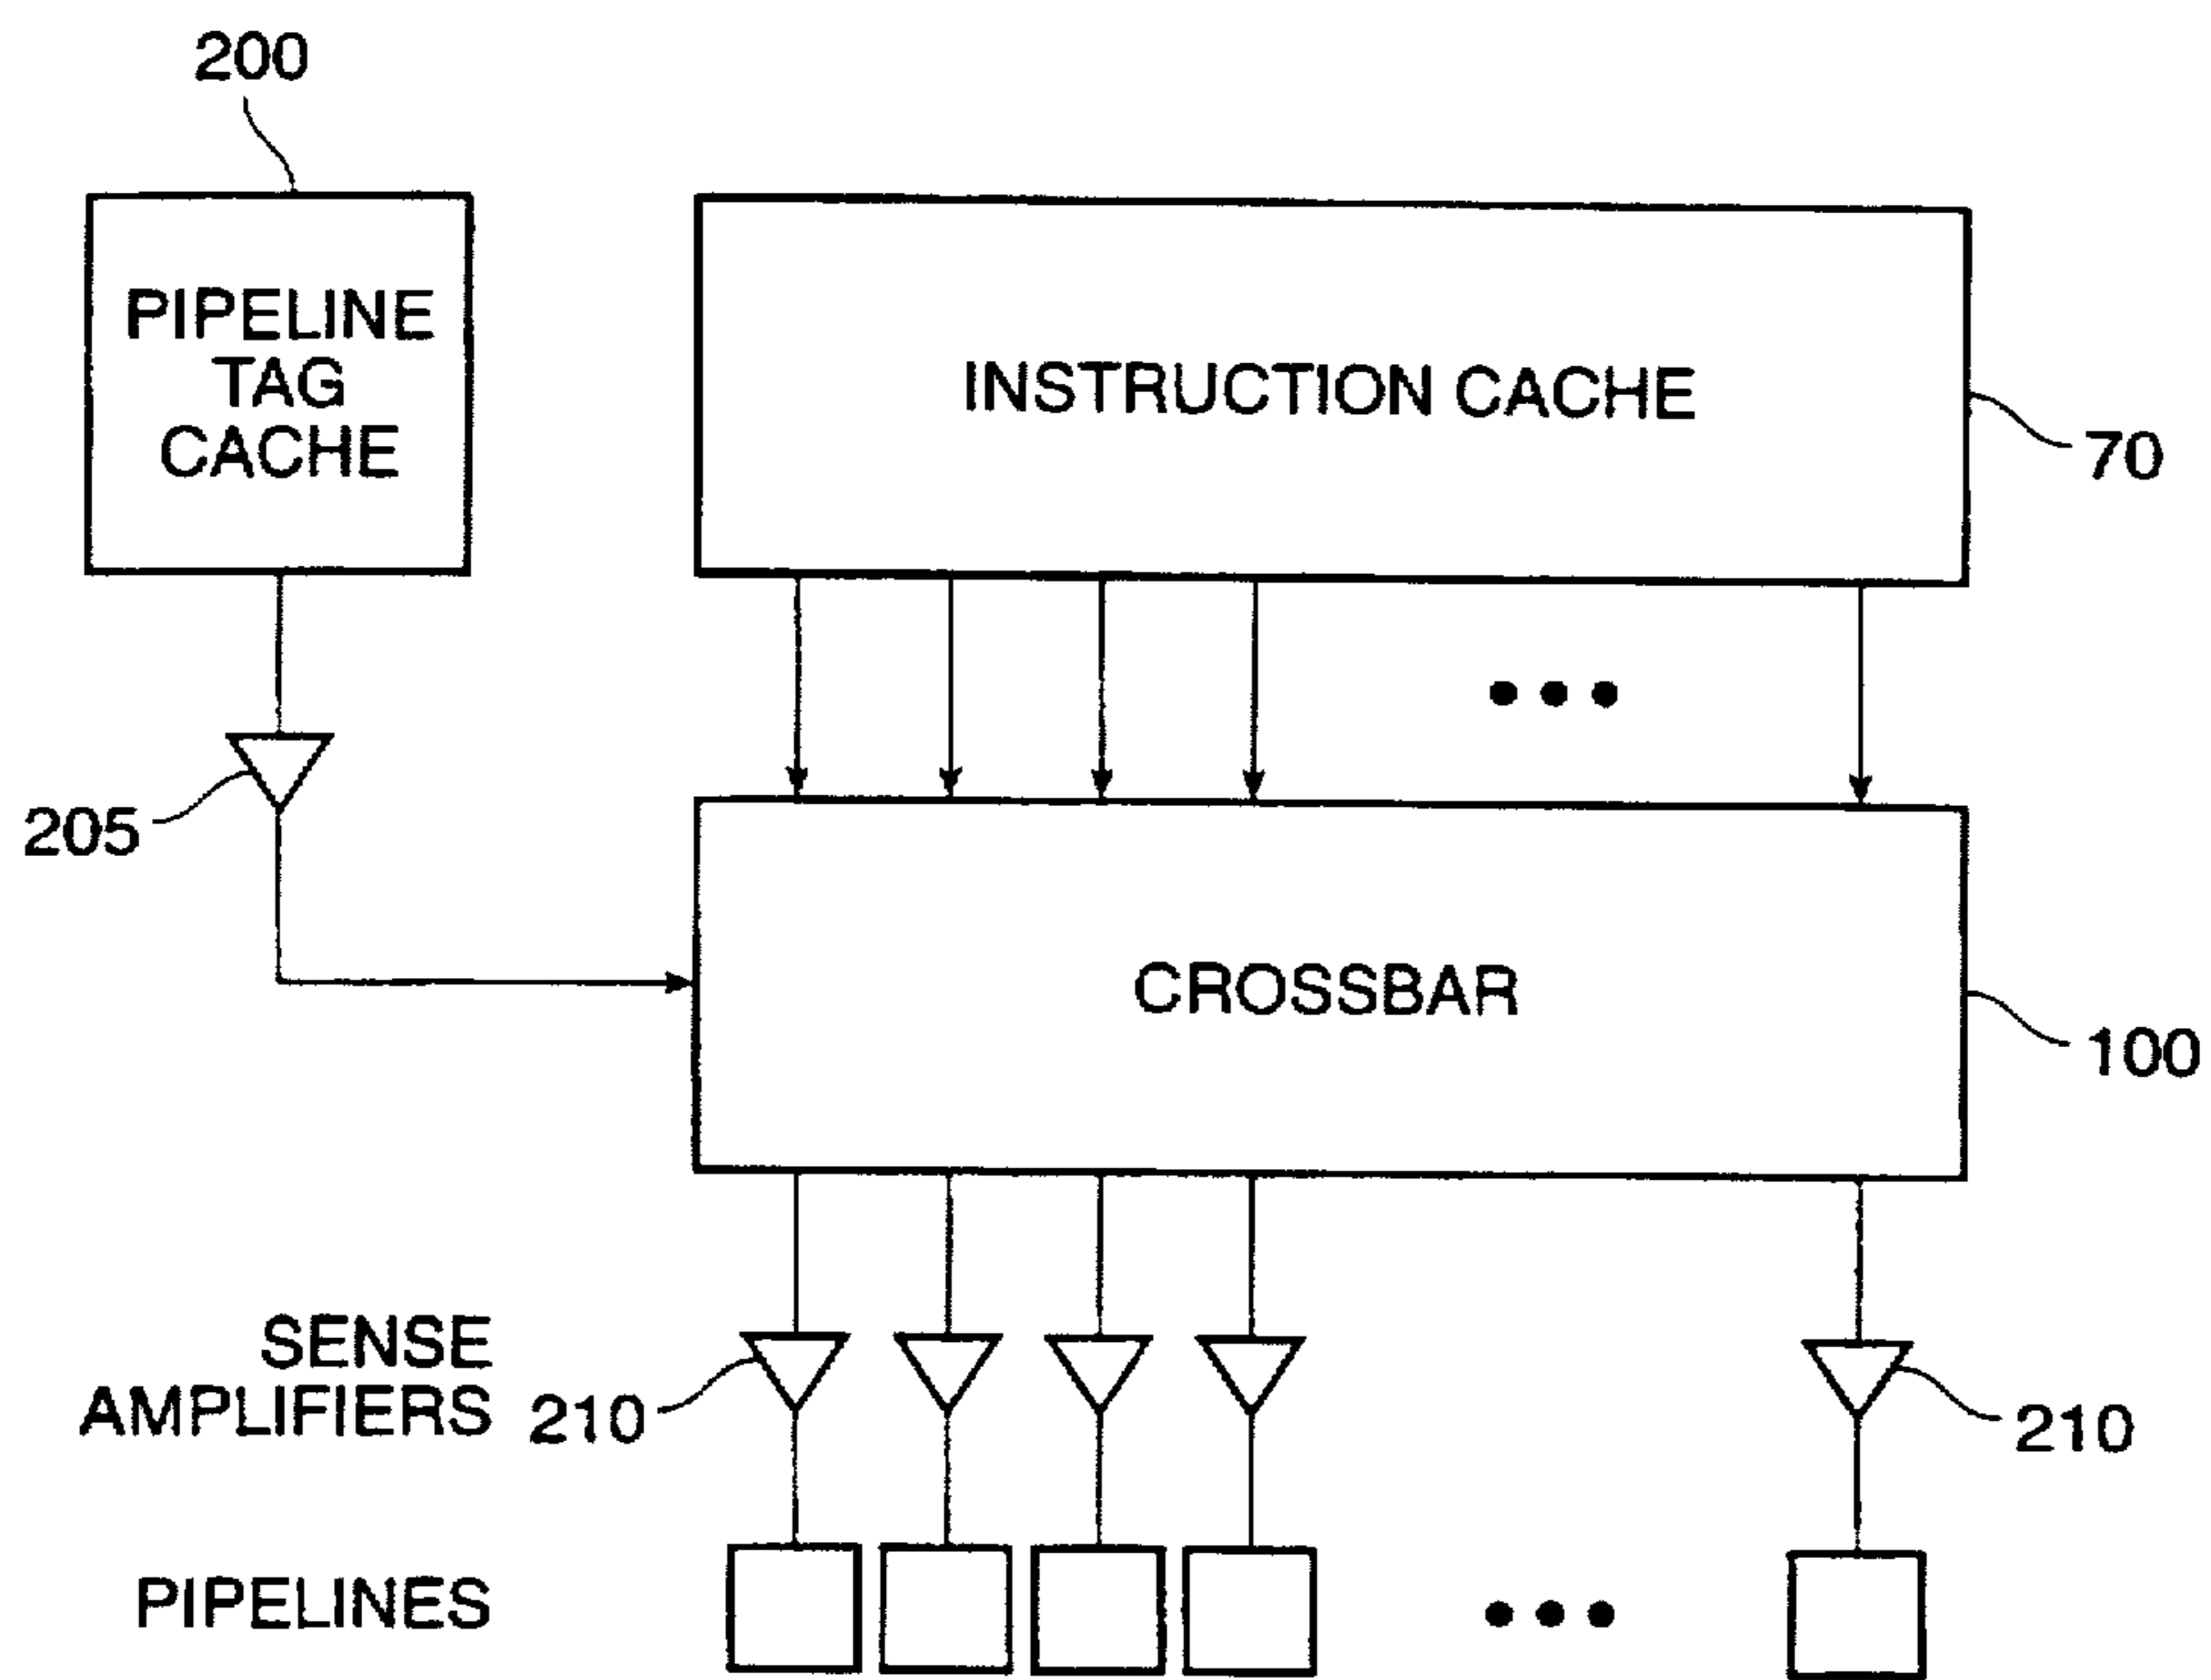 200
PIPELINE
TAG
CACHE
INSTRUCTION CACHE
70
205
CROSSBAR
100
SENSE
AMPLIFIERS
210
210
PIPELINES